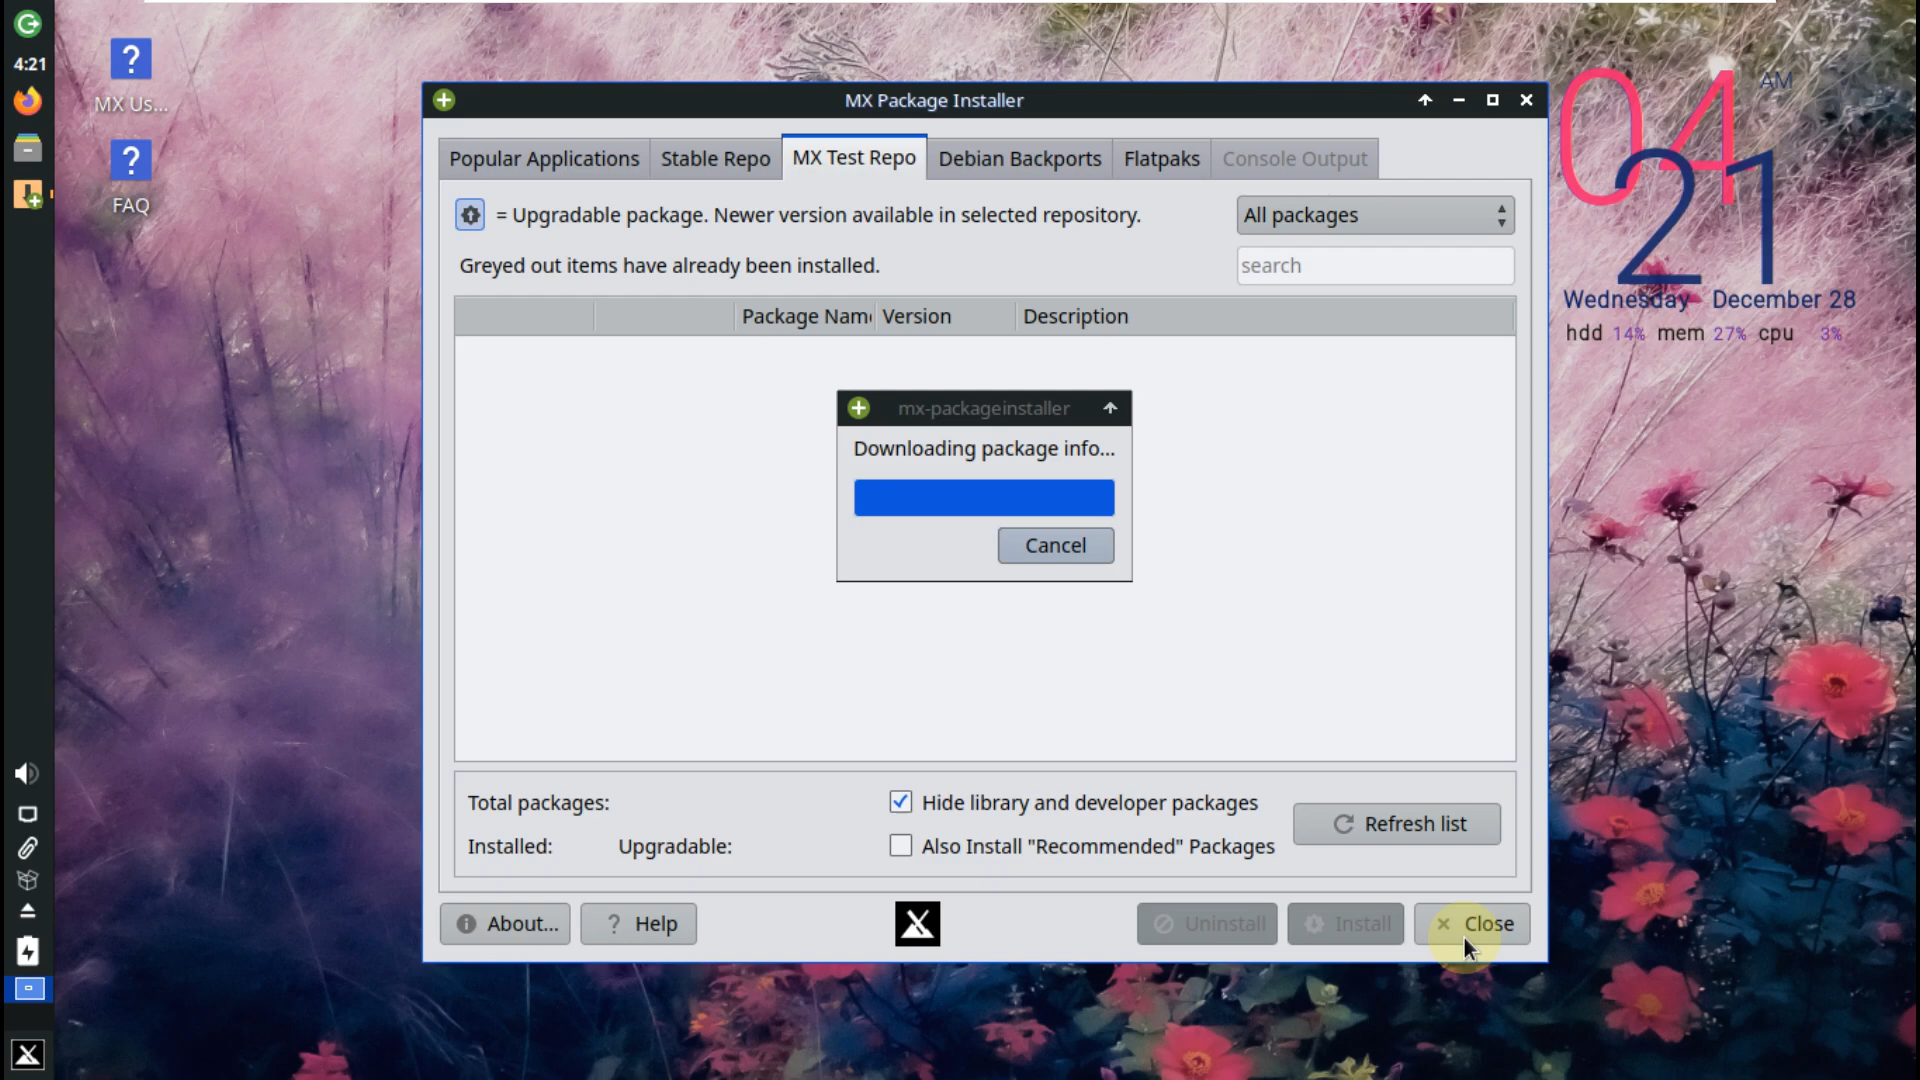 4:21
MX Us...
FAQ
MX Package Installer
Popular Applications
Stable Repo
MX Test Repo
Debian Backports
Flatpaks
Console Output
= Upgradable package. Newer version available in selected repository.
All packages
Greyed out items have already been installed.
search
Package Nam
Version
Description
mx-packageinstaller
Downloading package info...
Cancel
Total packages:
Hide library and developer packages
Refresh list
Installed:
Upgradable:
Also Install "Recommended" Packages
About...
Help
Uninstall
Install
Close
04
AM
21
Wednesday December 28
hdd 14% mem 27% cpu 3%